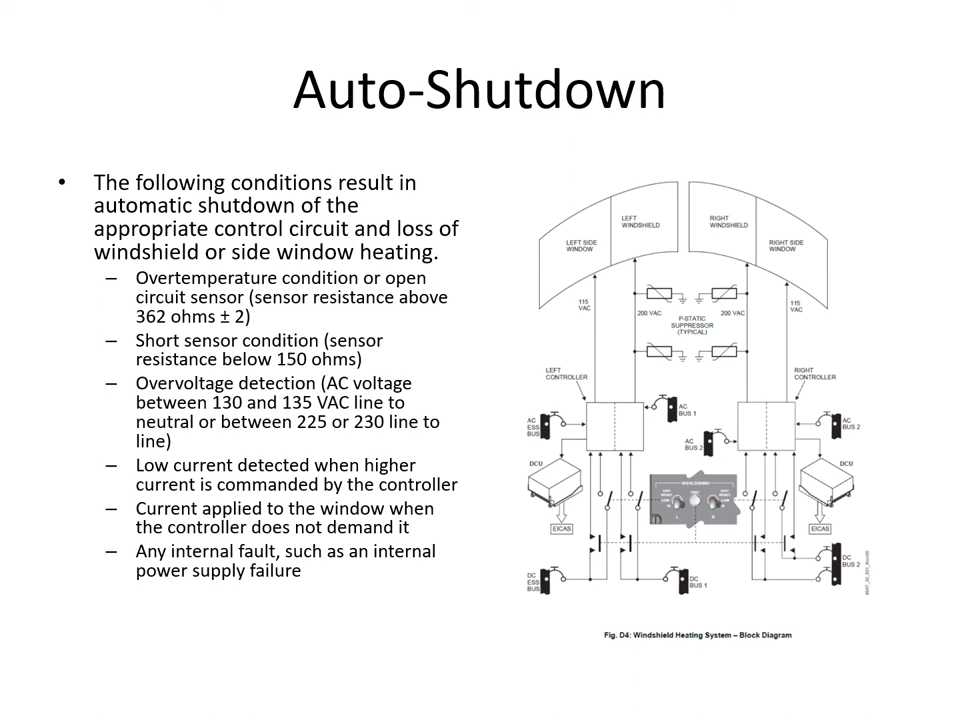 Auto-Shutdown
• The following conditions result in
automatic shutdown of the
appropriate control circuit and loss of
windshield or side window heating.
– Overtemperature condition or open
circuit sensor (sensor resistance above
362 ohms ± 2)
– Short sensor condition (sensor
resistance below 150 ohms)
– Overvoltage detection (AC voltage
between 130 and 135 VAC line to
neutral or between 225 or 230 line to
line)
– Low current detected when higher
current is commanded by the controller
– Current applied to the window when
the controller does not demand it
– Any internal fault, such as an internal
power supply failure
LEFT
WINDSHIELD
RIGHT
WINDSHIELD
LEFT SIDE
WINDOW
RIGHT SIDE
WINDOW
115
VAC
200 VAC
200 VAC
115
VAC
P-STATIC
SUPPRESSOR
(TYPICAL)
LEFT
CONTROLLER
RIGHT
CONTROLLER
AC
BUS 1
AC
ESS
BUS
AC
BUS 2
AC
BUS 2
DCU
DCU
LOW
LOW
HI
HI
L
R
EICAS
EICAS
DC
BUS 2
DC
ESS
BUS
DC
BUS 1
Fig. D4: Windshield Heating System – Block Diagram